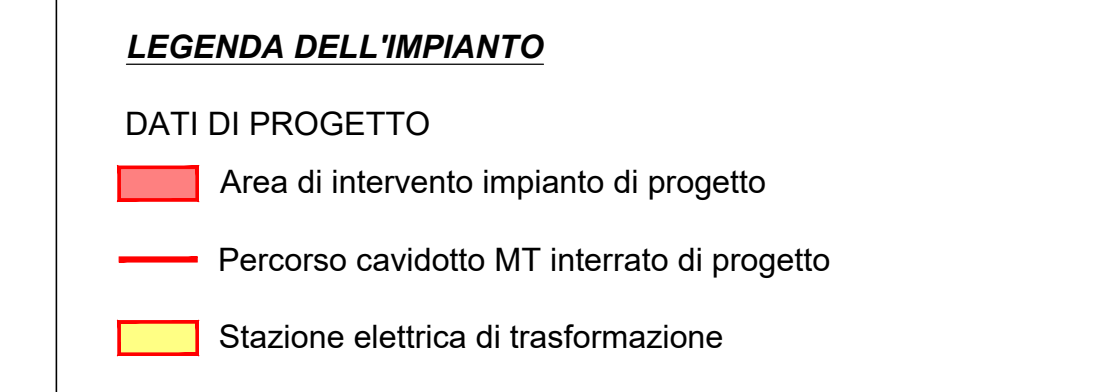 LEGENDA DELL'IMPIANTO
DATI DI PROGETTO
Area di intervento impianto di progetto
Percorso cavidotto MT interrato di progetto
Stazione elettrica di trasformazione